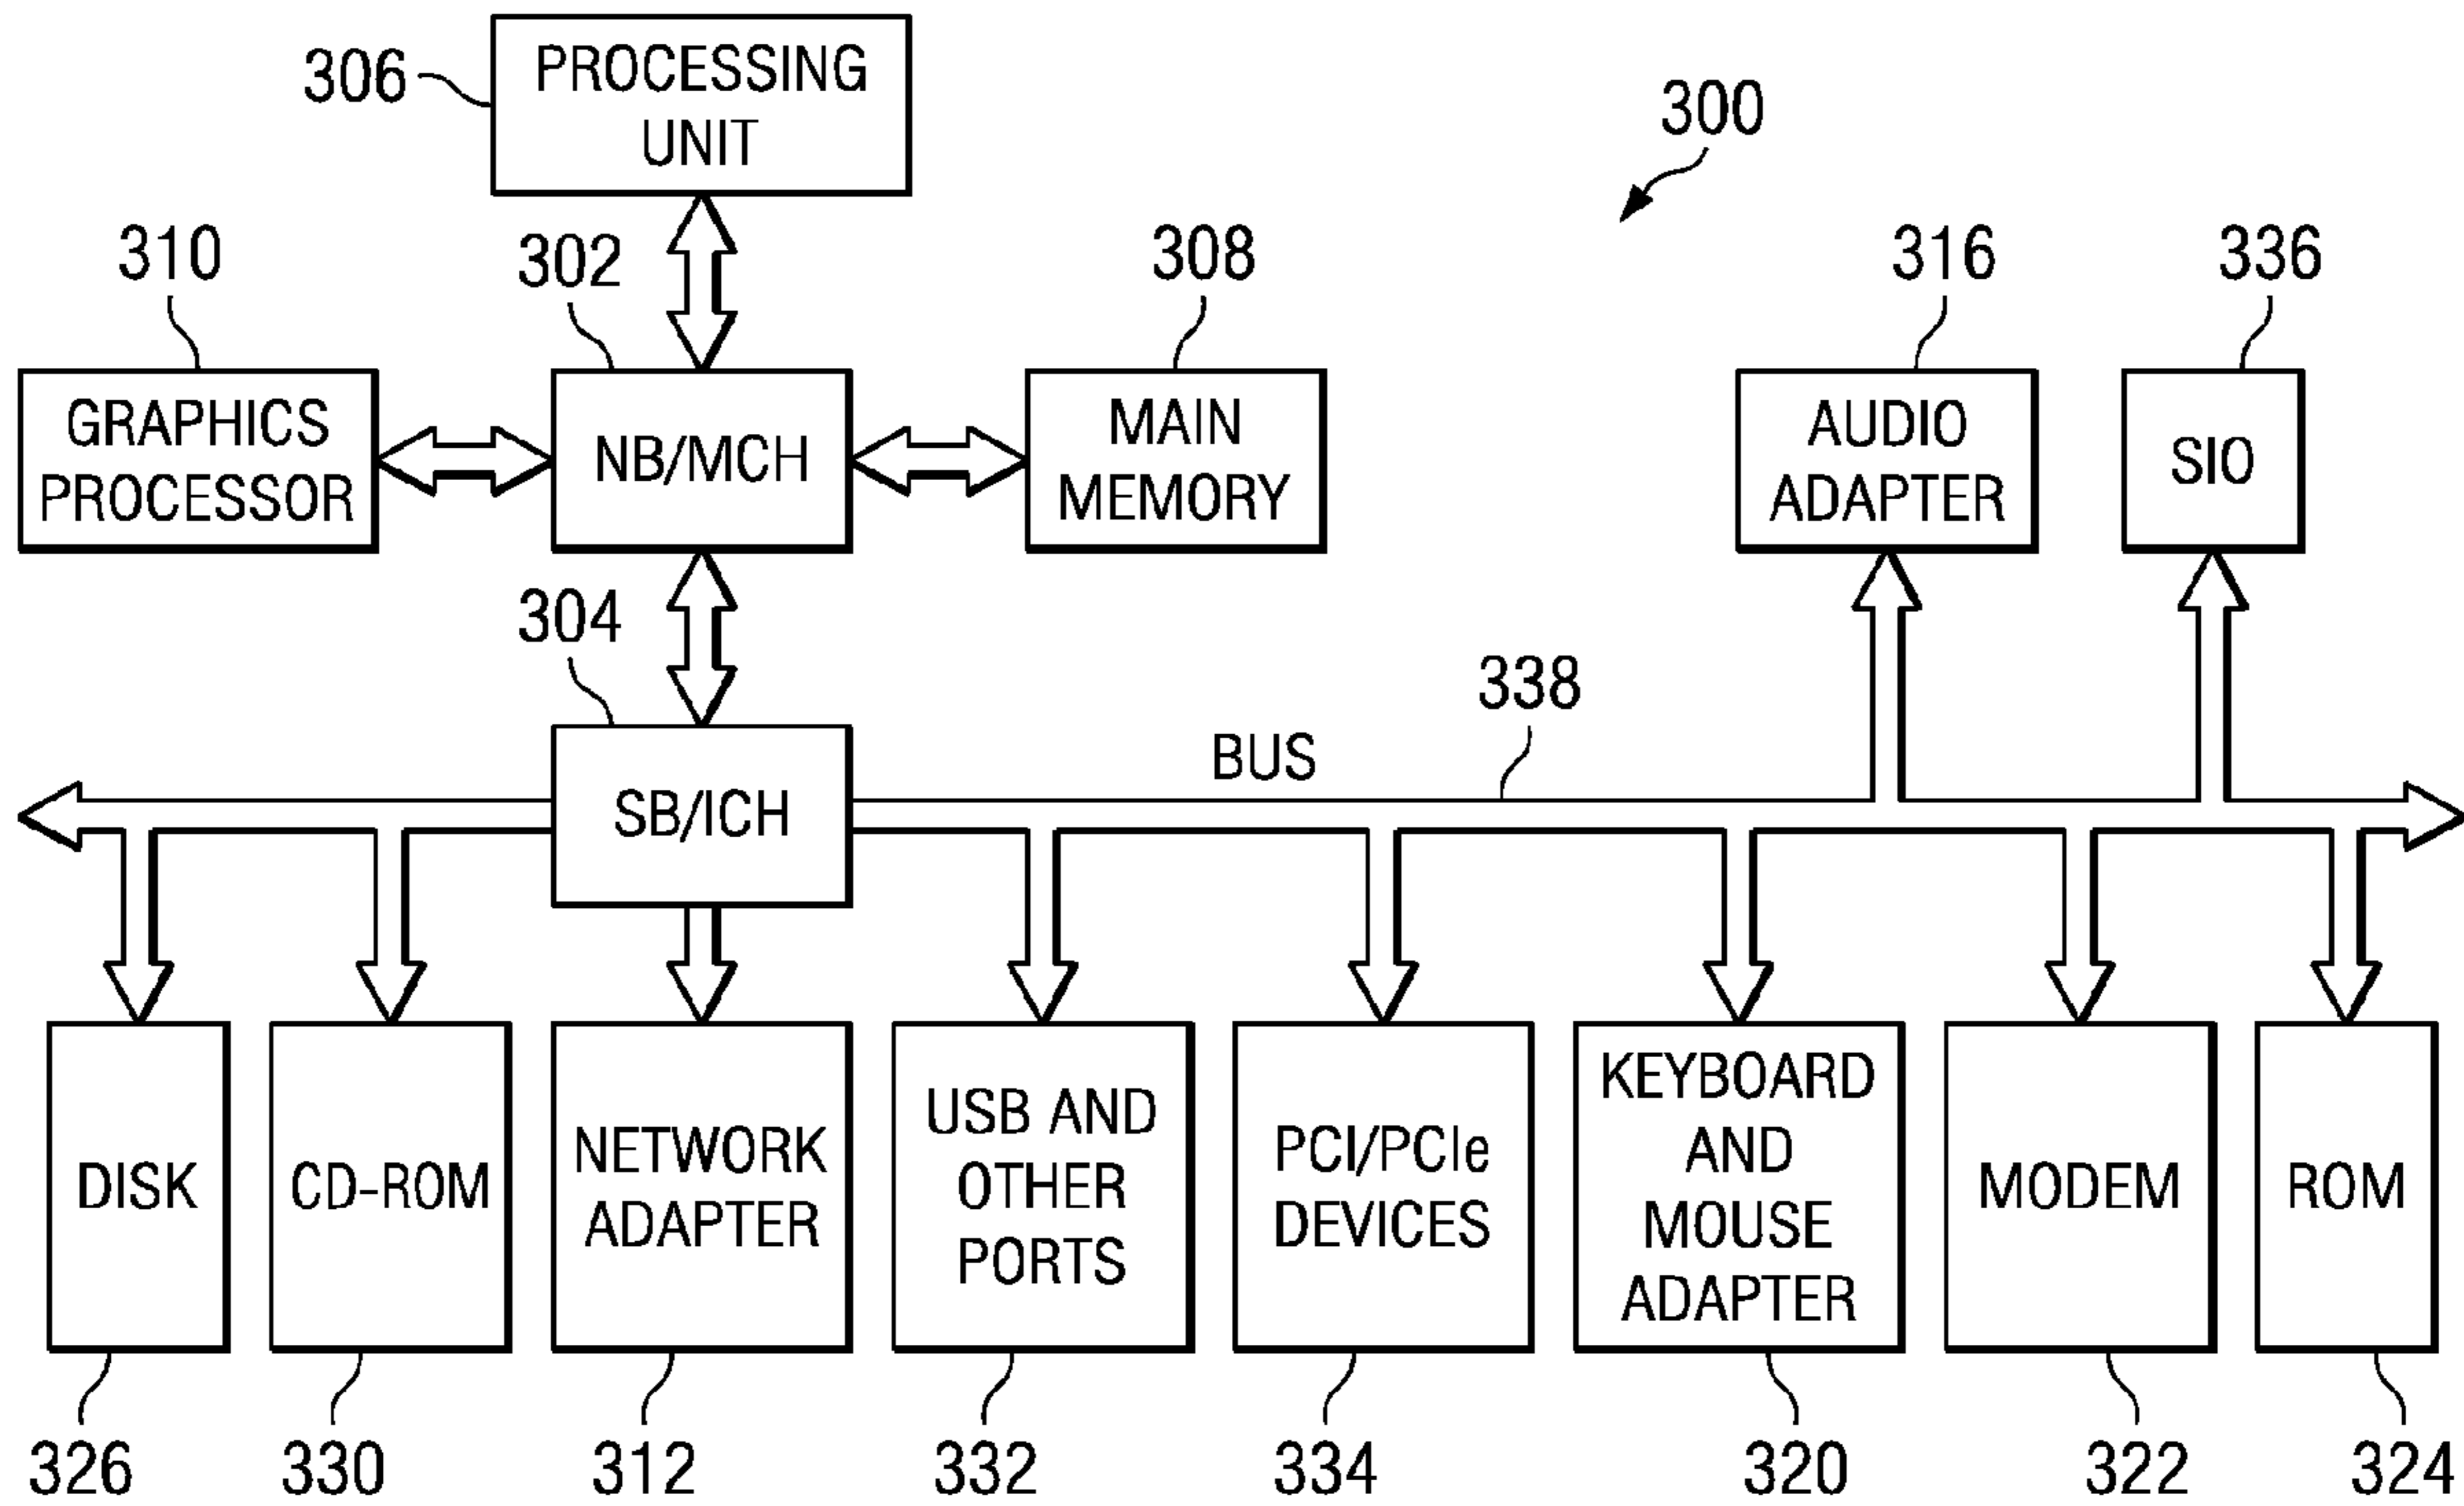 PROCESSING
UNIT
306
300
310
302
308
316
336
GRAPHICS
PROCESSOR
NB/MCH
MAIN
MEMORY
AUDIO
ADAPTER
SIO
304
338
BUS
SB/ICH
DISK
CD-ROM
NETWORK
ADAPTER
USB AND
OTHER
PORTS
PCI/PCIe
DEVICES
KEYBOARD
AND
MOUSE
ADAPTER
MODEM
ROM
326
330
312
332
334
320
322
324